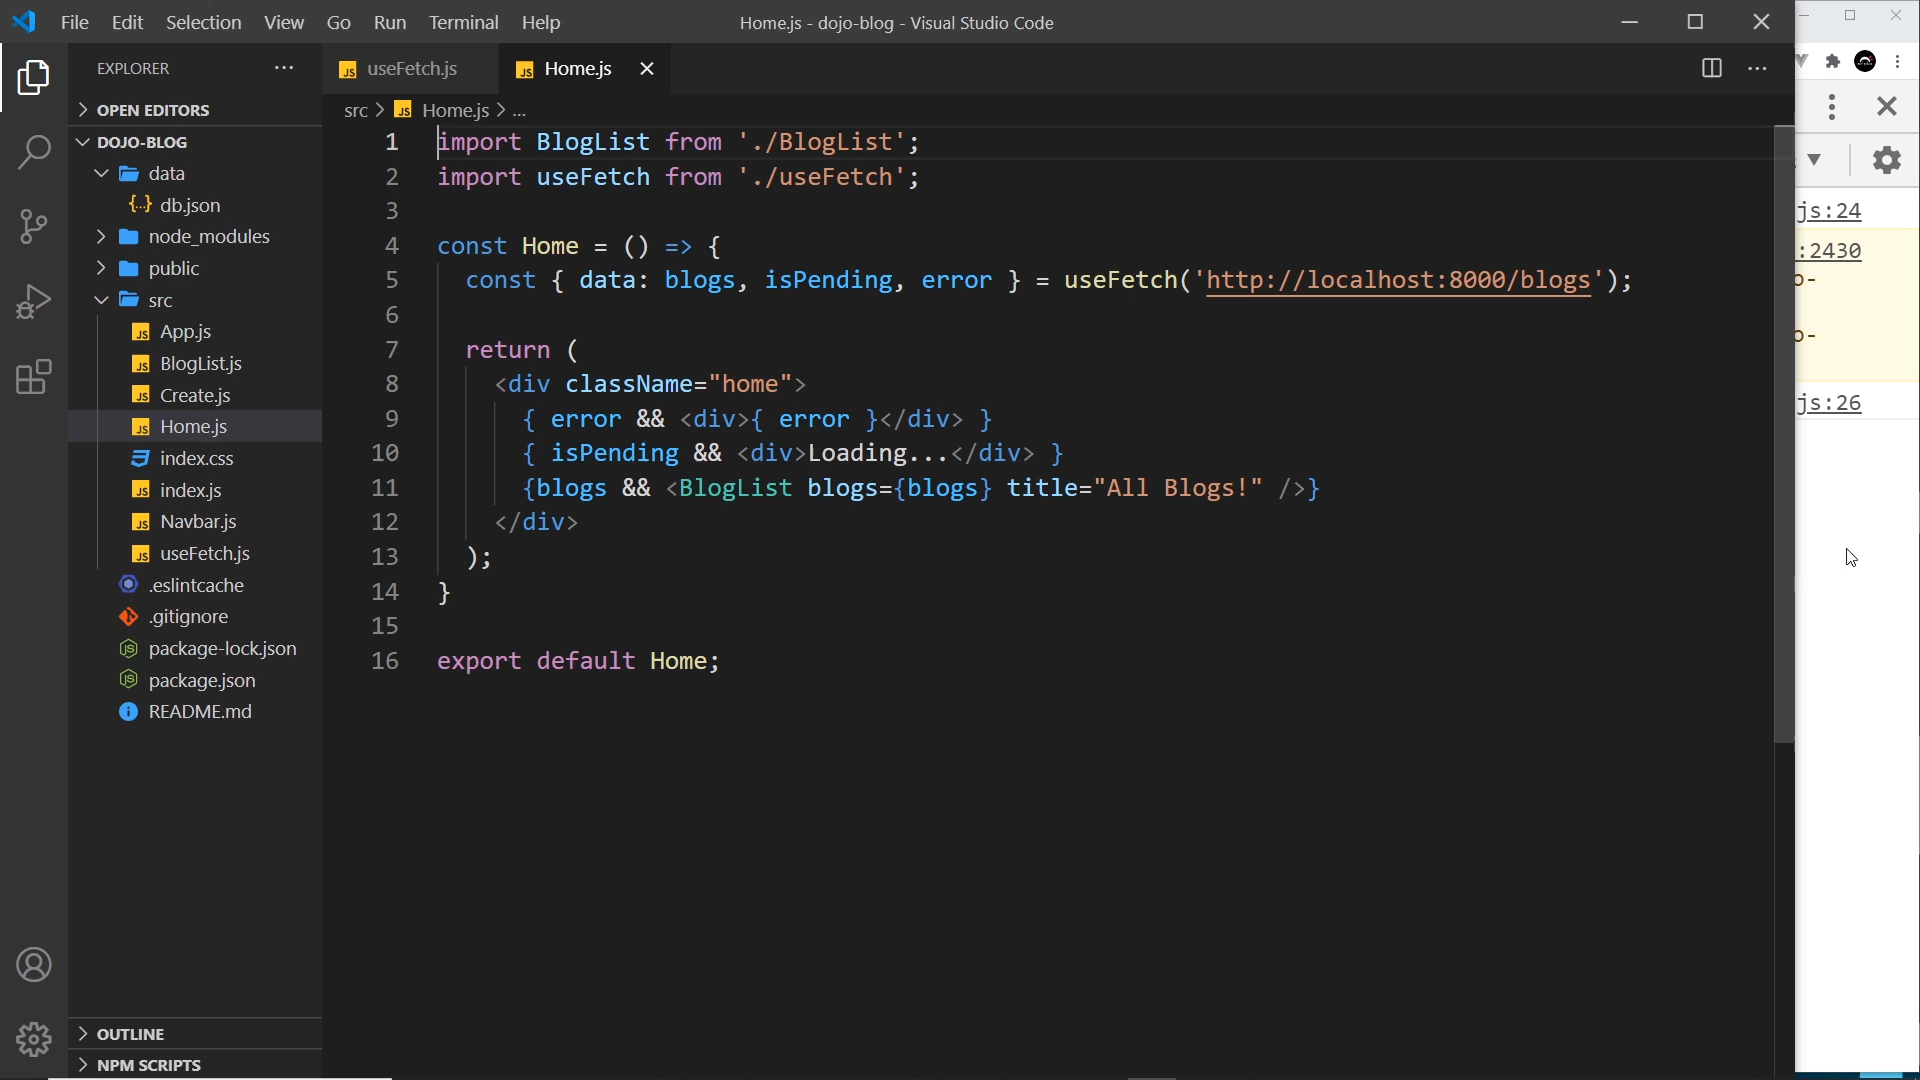 File Edit Selection View Go Run Terminal Help
Home.js - dojo-blog - Visual Studio Code
EXPLORER
OPEN EDITORS
DOJO-BLOG
data
db.json
node_modules
public
src
App.js
BlogList.js
Create.js
Home.js
index.css
index.js
Navbar.js
useFetch.js
.eslintcache
.gitignore
package-lock.json
package.json
README.md
OUTLINE
NPM SCRIPTS
useFetch.js
Home.js
src > Home.js > ...
1 import BlogList from './BlogList';
2 import useFetch from './useFetch';
3
4 const Home = () => {
5 const { data: blogs, isPending, error } = useFetch('http://localhost:8000/blogs');
6
7 return (
8 <div className="home">
9 { error && <div>{ error }</div> }
10 { isPending && <div>Loading...</div> }
11 {blogs && <BlogList blogs={blogs} title="All Blogs!" />}
12 </div>
13 );
14 }
15
16 export default Home;
js:24
:2430
o-
o-
js:26